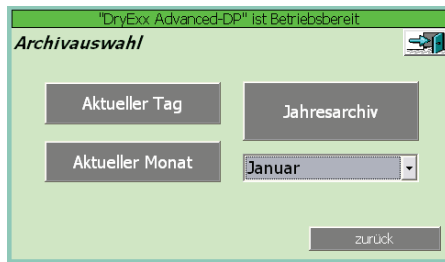 "DryExx Advanced-DP" ist Betriebsbereit
Archivauswahl
Aktueller Tag
Jahresarchiv
Aktueller Monat
Januar
zurück